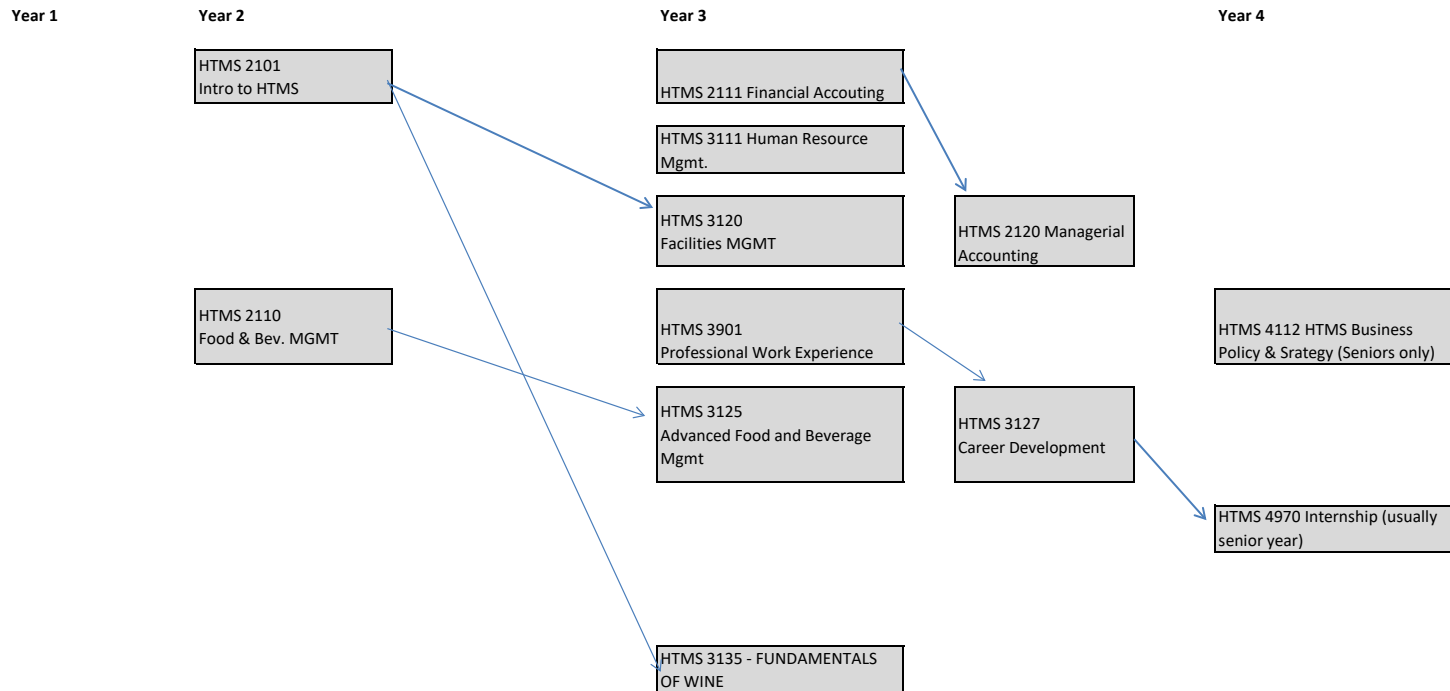 Year 1
Year 2
Year 3
Year 4
HTMS 2101
Intro to HTMS
HTMS 2111 Financial Accouting
HTMS 3111 Human Resource
Mgmt.
HTMS 3120
Facilities MGMT
HTMS 2120 Managerial
Accounting
HTMS 2110
Food & Bev. MGMT
HTMS 3901
Professional Work Experience
HTMS 4112 HTMS Business
Policy & Srategy (Seniors only)
HTMS 3125
Advanced Food and Beverage
Mgmt
HTMS 3127
Career Development
HTMS 4970 Internship (usually
senior year)
HTMS 3135 - FUNDAMENTALS
OF WINE